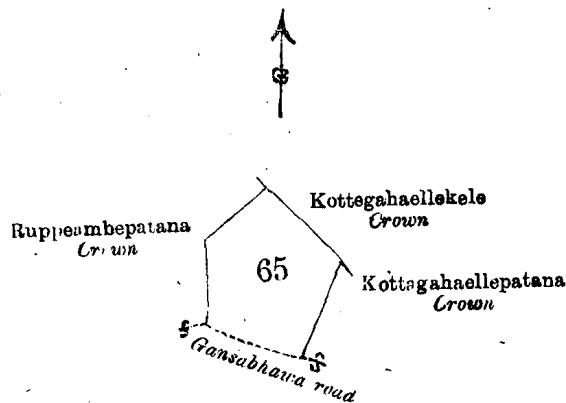 Kottegahaellekele
Crown
Ruppeambepatana
Crown
65
Kottagahaellepatana
Crown
Gansabhawa road